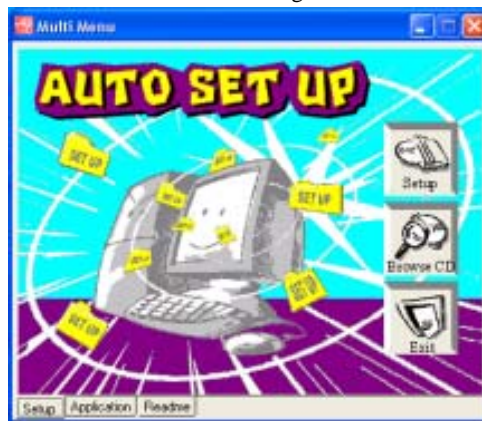 Multi Menu
AUTO SET UP
SET UP
SET UP
SET UP
SET UP
Setup
Browse CD
Exit
Setup Application Readme